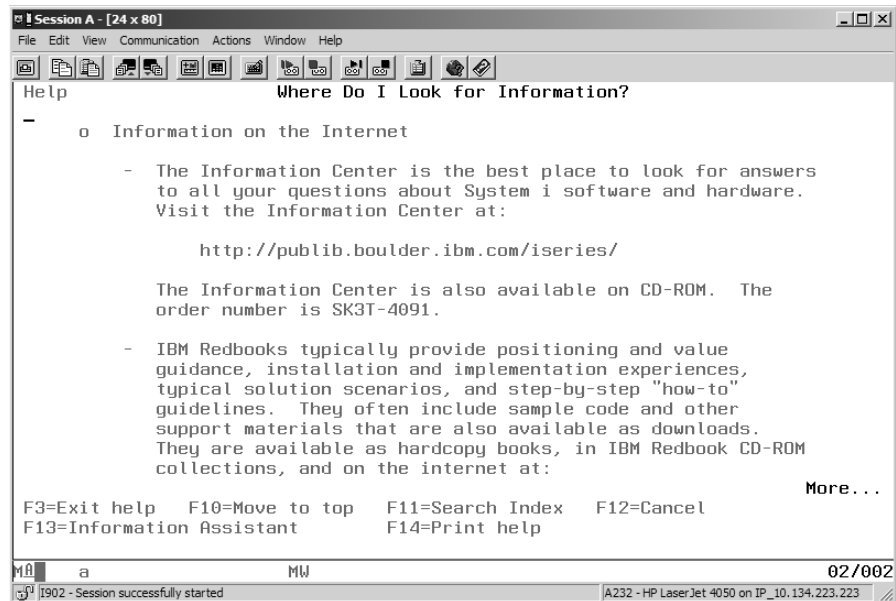 Session A - [24 x 80]
File Edit View Communication Actions Window Help
Help Where Do I Look for Information?
o Information on the Internet
- The Information Center is the best place to look for answers
to all your questions about System i software and hardware.
Visit the Information Center at:
http://publib.boulder.ibm.com/iseries/
The Information Center is also available on CD-ROM. The
order number is SK3T-4091.
- IBM Redbooks typically provide positioning and value
guidance, installation and implementation experiences,
typical solution scenarios, and step-by-step "how-to"
guidelines. They often include sample code and other
support materials that are also available as downloads.
They are available as hardcopy books, in IBM Redbook CD-ROM
collections, and on the internet at:
More...
F3=Exit help F10=Move to top F11=Search Index F12=Cancel
F13=Information Assistant F14=Print help
MA a MW 02/002
I902 - Session successfully started A232 - HP LaserJet 4050 on IP_10.134.223.223